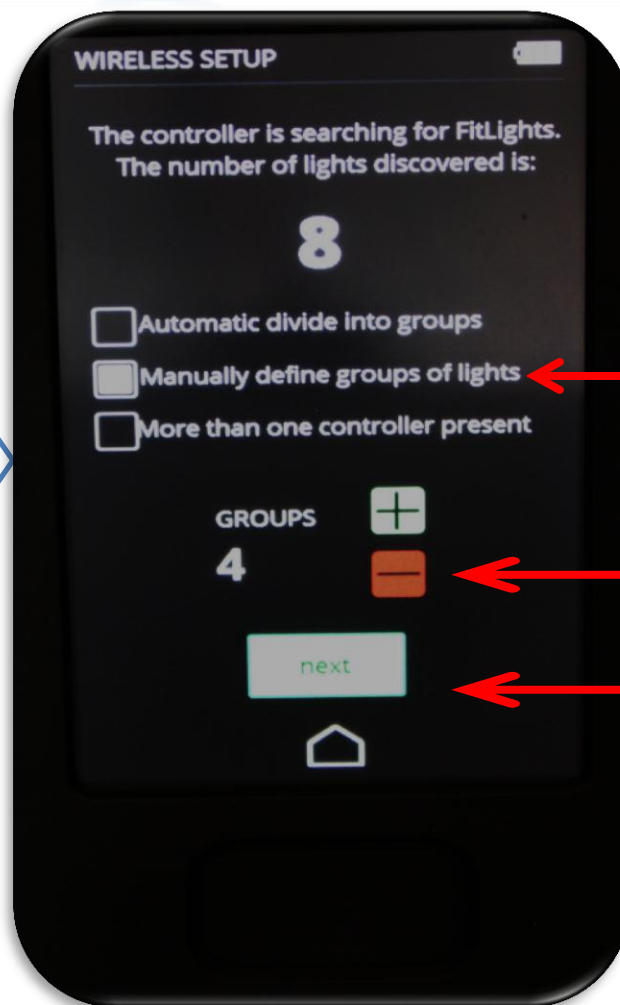 WIRELESS SETUP
The controller is searching for FitLights.
The number of lights discovered is:
8
Automatic divide into groups
Manually define groups of lights
More than one controller present
GROUPS
4
next